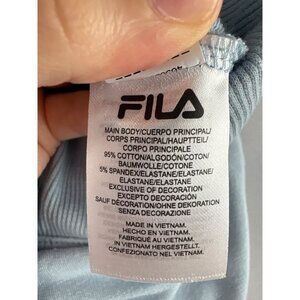 FILA
MAIN BODY/CUERPO PRINCIPAL/
CORPS PRINCIPAL/HAUPTTEIL/
CORPO PRINCIPALE
95% COTTON/ALGODÓN/COTON/
BAUMWOLLE/COTONE
5% SPANDEX/ELASTANE/ELASTANE/
ELASTANE/ELASTANE
EXCLUSIVE OF DECORATION
EXCEPTO DECORACIÓN
SAUF DÉCORATION/OHNE DEKORATION
SENZA DECORAZIONE
MADE IN VIETNAM.
HECHO EN VIETNAM.
FABRIQUÉ AU VIETNAM.
IN VIETNAM HERGESTELLT.
CONFEZIONATO NEL VIETNAM.